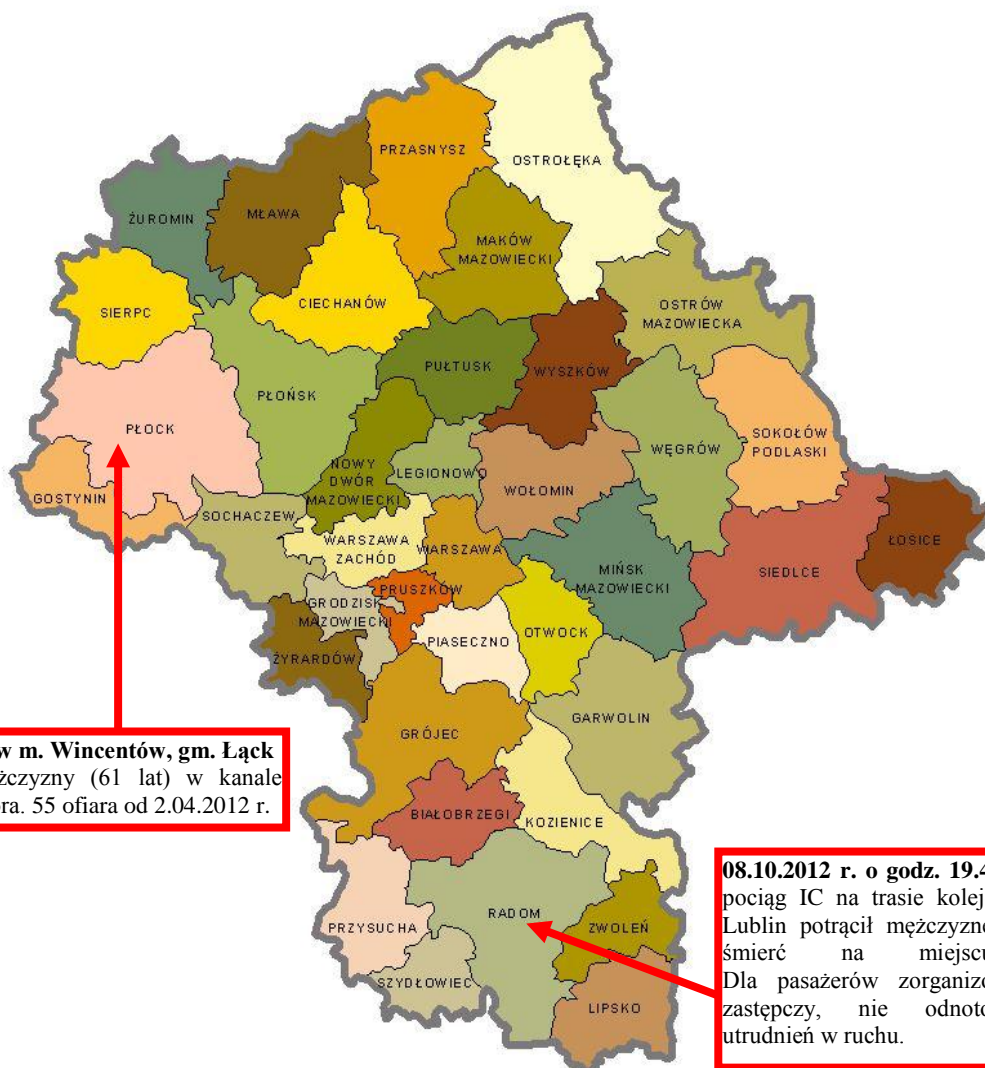 PRZASNYSZ
OSTROŁĘKA
ŻUROMIN
MŁAWA
MAKÓW
MAZOWIECKI
CIECHANÓW
SIERPC
OSTRÓW
MAZOWIECKA
PUŁTUSK
WYSZKÓW
PŁOŃSK
PŁOCK
SOKOŁÓW
PODLASKI
WĘGRÓW
NOWY
DWÓR
MAZOWIECKI
LEGIONOWO
WOŁOMIN
GOSTYNIN
SOCHACZEW
WARSZAWA
ZACHÓD
WARSZAWA
ŁOSICE
MIŃSK
MAZOWIECKI
SIEDLCE
PRUSZKÓW
GRODZISK
MAZOWIECKI
PIASECZNO
OTWOCK
ŻYRARDÓW
GARWOLIN
GRÓJEC
w m. Wincentów, gm. Łąck
żczyzny (61 lat) w kanale
ora. 55 ofiara od 2.04.2012 r.
BIAŁOBRZEGI
KOZIENICE
RADOM
PRZYSUCHA
ZWOLEŃ
SZYDŁOWIEC
LIPSKO
08.10.2012 r. o godz. 19.4
pociąg IC na trasie kolej
Lublin potrącił mężczyzn
śmierć na miejscu
Dla pasażerów zorganizo
zastępczy, nie odnoto
utrudnień w ruchu.